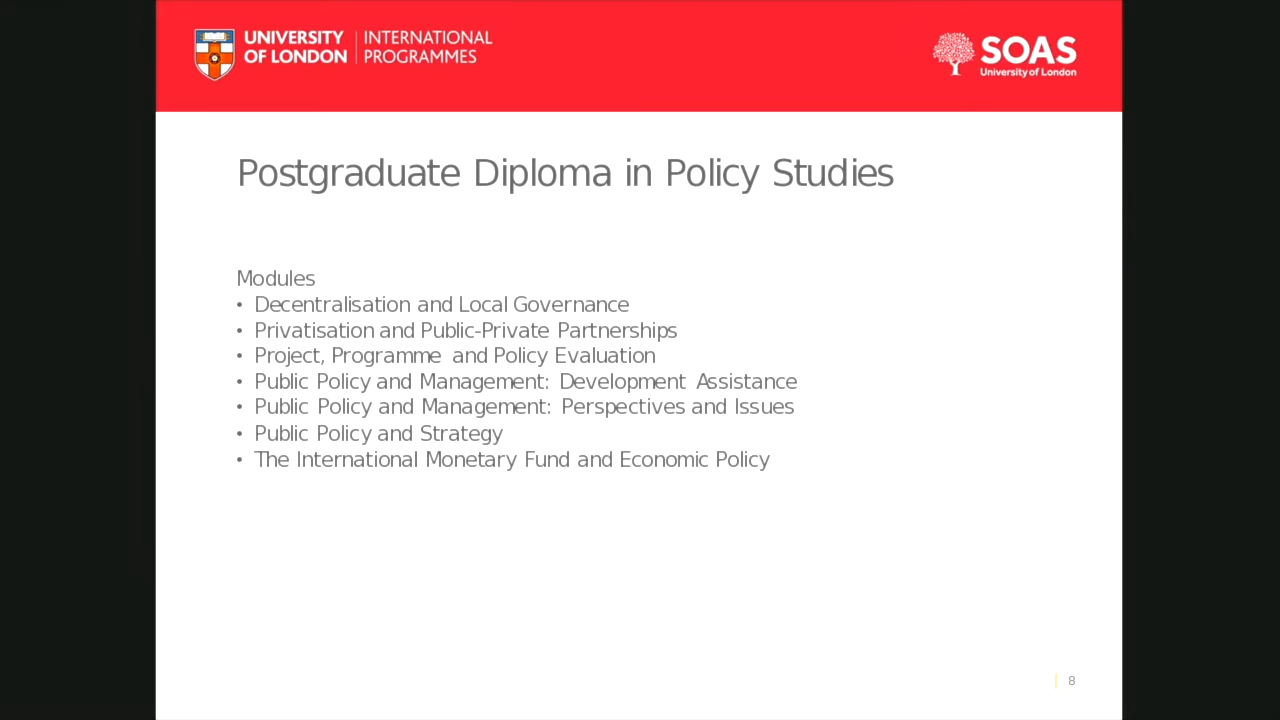 UNIVERSITY OF LONDON | INTERNATIONAL PROGRAMMES
SOAS
University of London
Postgraduate Diploma in Policy Studies
Modules
• Decentralisation and Local Governance
• Privatisation and Public-Private Partnerships
• Project, Programme and Policy Evaluation
• Public Policy and Management: Development Assistance
• Public Policy and Management: Perspectives and Issues
• Public Policy and Strategy
• The International Monetary Fund and Economic Policy
8